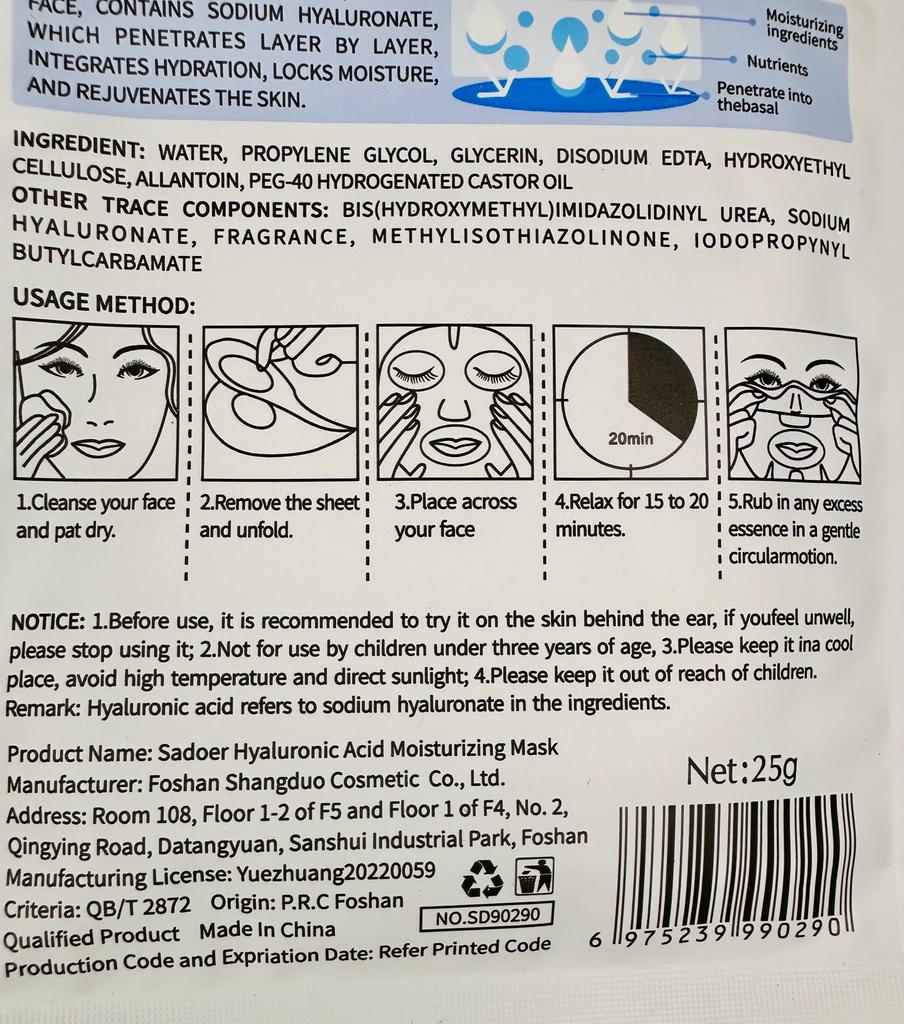 FACE, CONTAINS SODIUM HYALURONATE,
WHICH PENETRATES LAYER BY LAYER,
INTEGRATES HYDRATION, LOCKS MOISTURE,
AND REJUVENATES THE SKIN.
Moisturizing
ingredients
Nutrients
Penetrate into
thebasal
INGREDIENT: WATER, PROPYLENE GLYCOL, GLYCERIN, DISODIUM EDTA, HYDROXYETHYL
CELLULOSE, ALLANTOIN, PEG-40 HYDROGENATED CASTOR OIL
OTHER TRACE COMPONENTS: BIS(HYDROXYMETHYL)IMIDAZOLIDINYL UREA, SODIUM
HYALURONATE, FRAGRANCE, METHYLISOTHIAZOLINONE, IODOPROPYNYL
BUTYLCARBAMATE
USAGE METHOD:
20min
1.Cleanse your face
and pat dry.
2.Remove the sheet
and unfold.
3.Place across
your face
4.Relax for 15 to 20
minutes.
5.Rub in any excess
essence in a gentle
circularmotion.
NOTICE: 1.Before use, it is recommended to try it on the skin behind the ear, if youfeel unwell,
please stop using it; 2.Not for use by children under three years of age, 3.Please keep it ina cool
place, avoid high temperature and direct sunlight; 4.Please keep it out of reach of children.
Remark: Hyaluronic acid refers to sodium hyaluronate in the ingredients.
Product Name: Sadoer Hyaluronic Acid Moisturizing Mask
Manufacturer: Foshan Shangduo Cosmetic Co., Ltd.
Address: Room 108, Floor 1-2 of F5 and Floor 1 of F4, No. 2,
Qingying Road, Datangyuan, Sanshui Industrial Park, Foshan
Manufacturing License: Yuezhuang20220059
Criteria: QB/T 2872 Origin: P.R.C Foshan
Qualified Product Made In China
Production Code and Expriation Date: Refer Printed Code
NO.SD90290
Net:25g
6 975239 990290